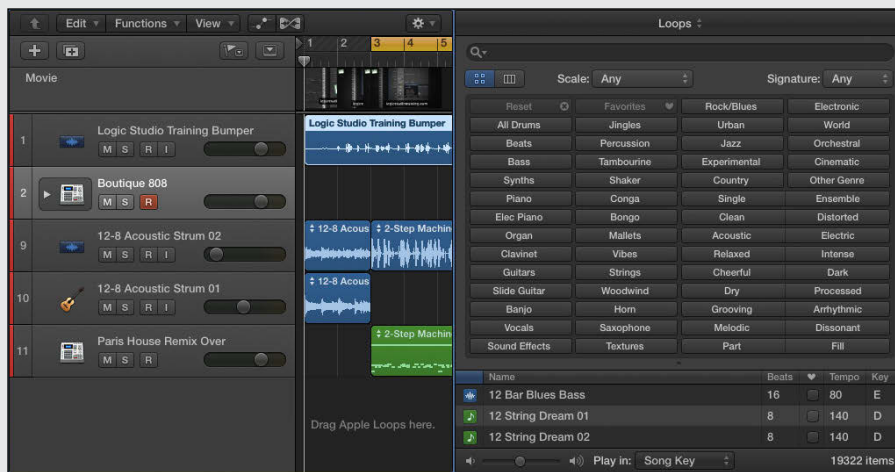 Edit Functions View
1 2 3 4 5
Movie
1 Logic Studio Training Bumper
M S R I
Logic Studio Training Bumper
2 Boutique 808
M S R
9 12-8 Acoustic Strum 02
M S R I
12-8 Acous 2-Step Machin
10 12-8 Acoustic Strum 01
M S R I
12-8 Acous
11 Paris House Remix Over
M S R
2-Step Machin
Drag Apple Loops here.
Loops
Scale: Any Signature: Any
Reset Favorites Rock/Blues Electronic
All Drums Jingles Urban World
Beats Percussion Jazz Orchestral
Bass Tambourine Experimental Cinematic
Synths Shaker Country Other Genre
Piano Conga Single Ensemble
Elec Piano Bongo Clean Distorted
Organ Mallets Acoustic Electric
Clavinet Vibes Relaxed Intense
Guitars Strings Cheerful Dark
Slide Guitar Woodwind Dry Processed
Banjo Horn Grooving Arrhythmic
Vocals Saxophone Melodic Dissonant
Sound Effects Textures Part Fill
Name Beats Tempo Key
12 Bar Blues Bass 16 80 E
12 String Dream 01 8 140 D
12 String Dream 02 8 140 D
Play in: Song Key 19322 items